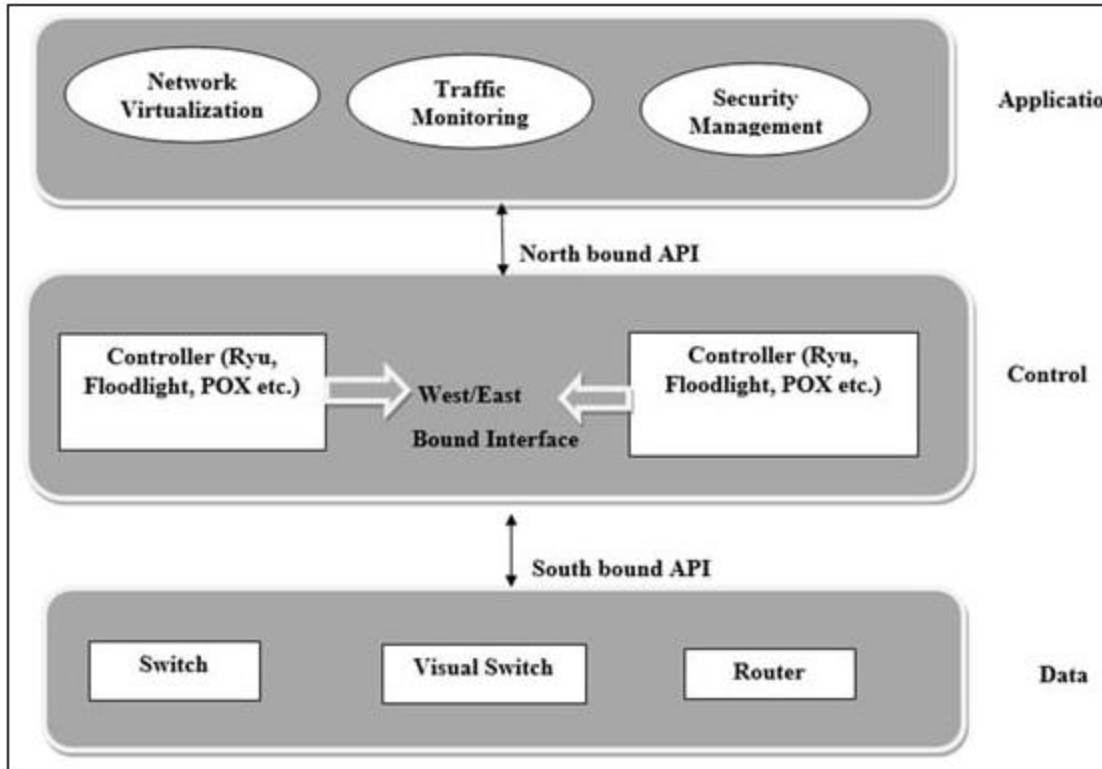 Network
Virtualization
Traffic
Monitoring
Security
Management
Applicatio
North bound API
Controller (Ryu,
Floodlight, POX etc.)
West/East
Bound Interface
Controller (Ryu,
Floodlight, POX etc.)
Control
South bound API
Switch
Visual Switch
Router
Data